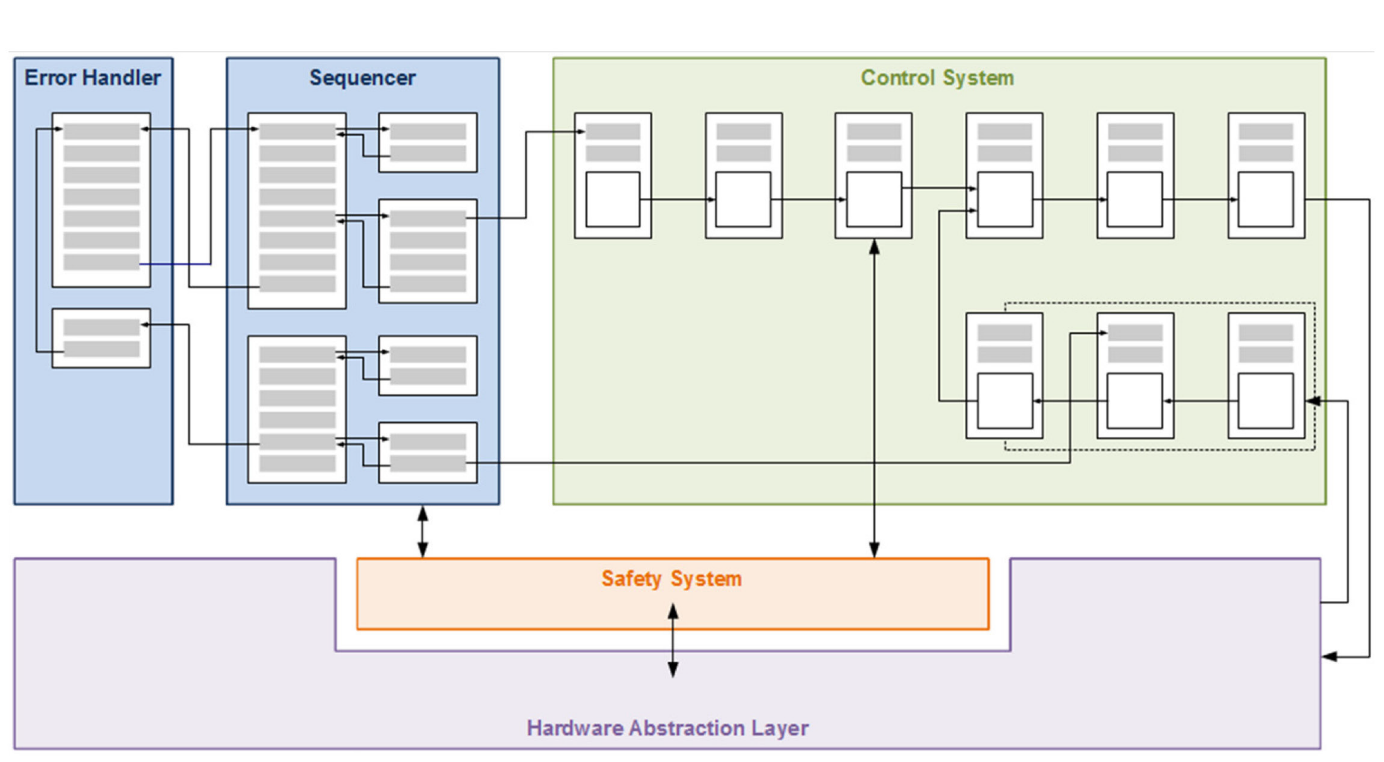 Error Handler
Sequencer
Control System
Safety System
Hardware Abstraction Layer